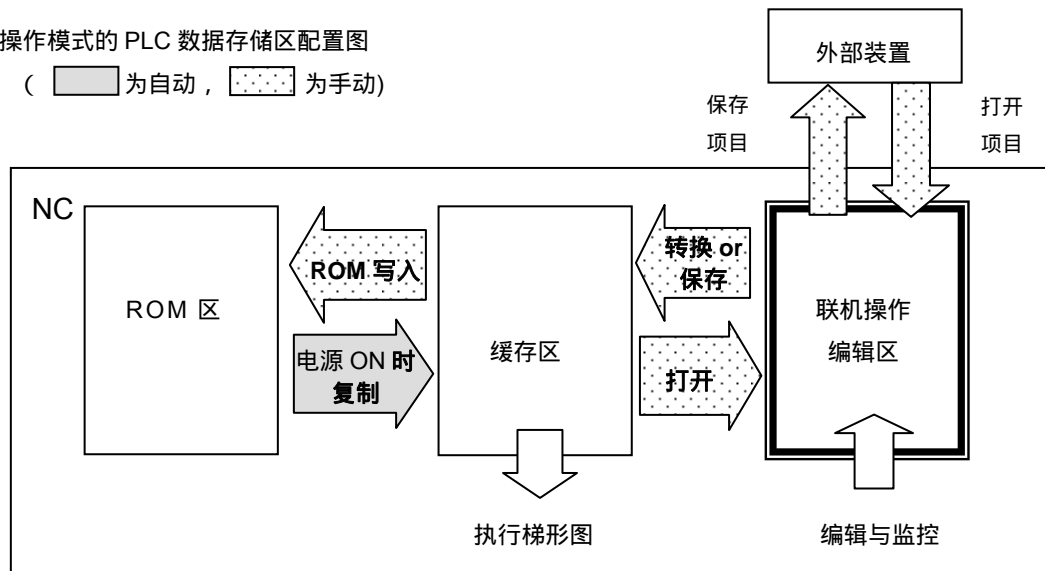 操作模式的 PLC 数据存储区配置图
( 为自动， 为手动)
外部装置
保存
项目
打开
项目
NC
ROM 区
ROM 写入
电源 ON 时
复制
缓存区
转换 or
保存
打开
联机操作
编辑区
执行梯形图
编辑与监控